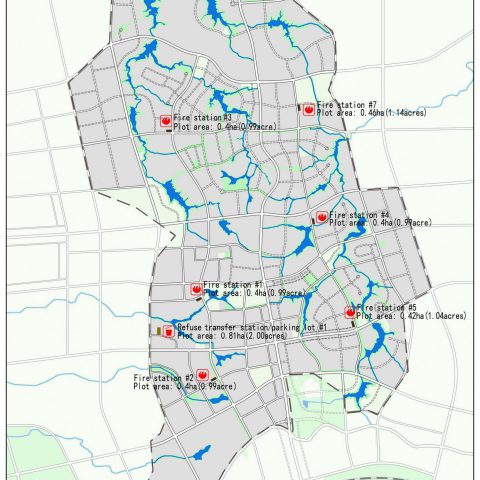 Fire station #7
Plot area: 0.46ha(1.14acres)
Fire station #3
Plot area: 0.4ha(0.99acre)
Fire station #4
Plot area: 0.4ha(0.99acre)
Fire station #1
Plot area: 0.4ha(0.99acre)
Fire station #5
Plot area: 0.42ha(1.04acres)
Refuse transfer station/parking lot #1
Plot area: 0.81ha(2.00acres)
Fire station #2
Plot area: 0.4ha(0.99acre)